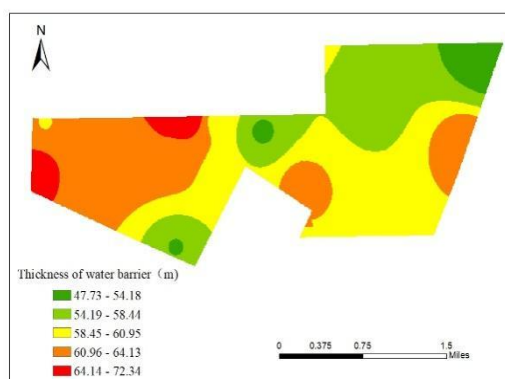 N
Thickness of water barrier（m）
47.73 - 54.18
54.19 - 58.44
58.45 - 60.95
60.96 - 64.13
64.14 - 72.34
0 0.375 0.75 1.5
Miles